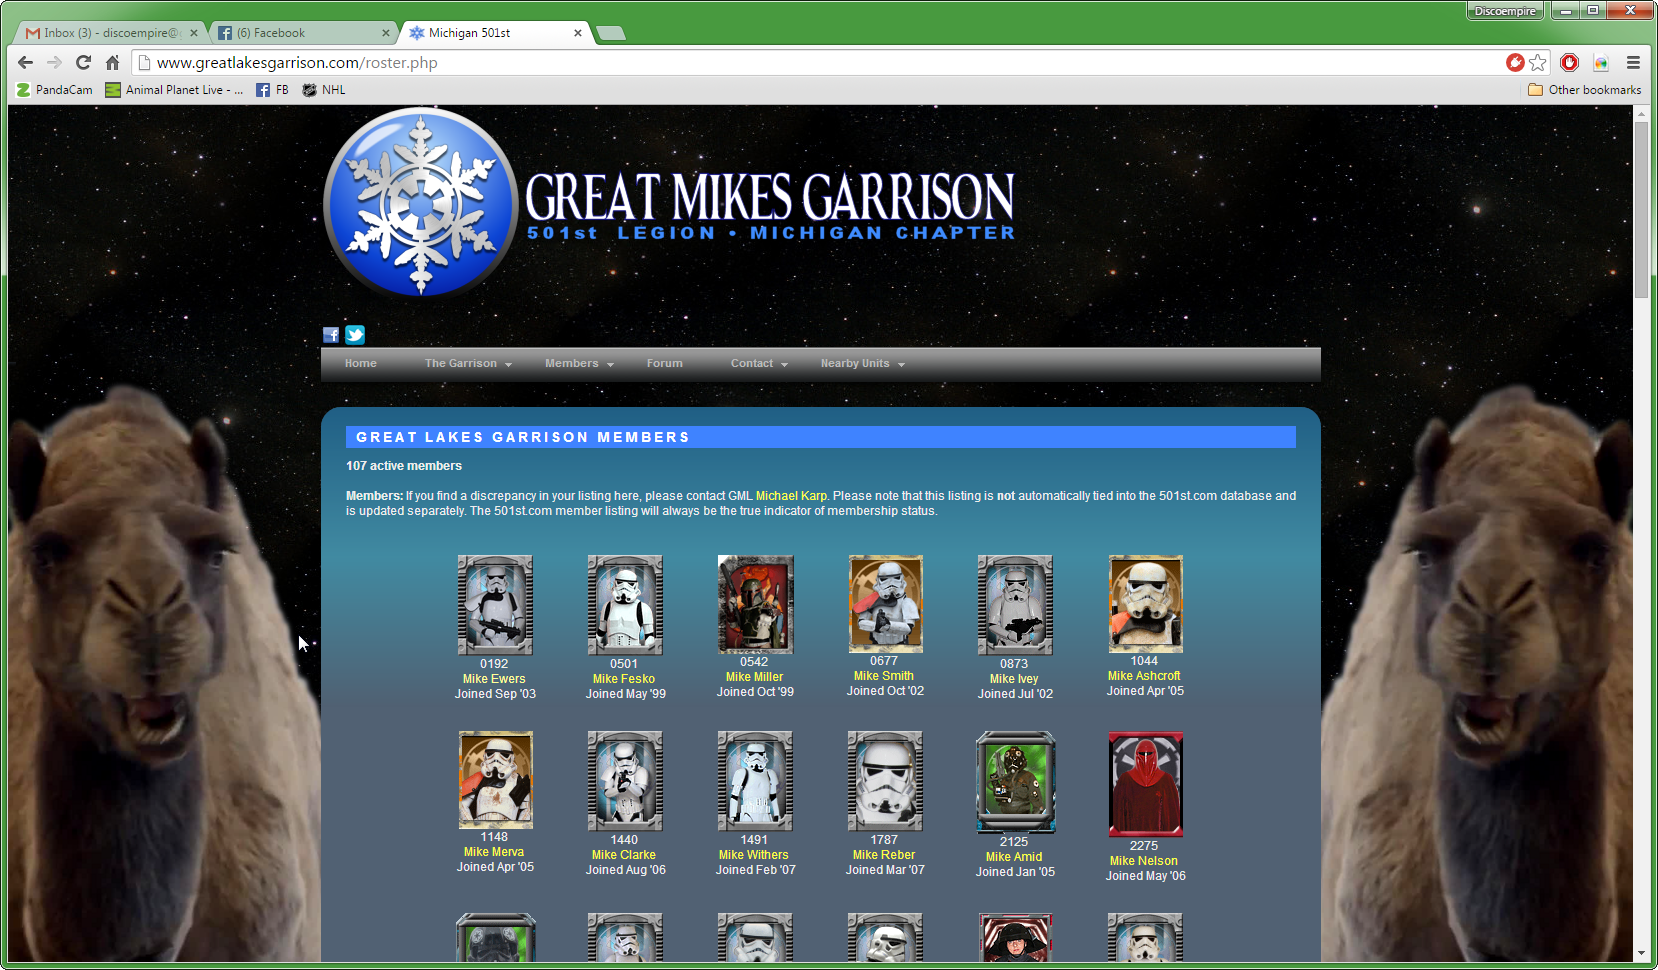 Discoempire
Inbox (3) - discoempire@
(6) Facebook
Michigan 501st
www.greatlakesgarrison.com/roster.php
PandaCam
Animal Planet Live - ...
FB
NHL
Other bookmarks
GREAT MIKES GARRISON
501st LEGION • MICHIGAN CHAPTER
Home
The Garrison
Members
Forum
Contact
Nearby Units
GREAT LAKES GARRISON MEMBERS
107 active members
Members: If you find a discrepancy in your listing here, please contact GML Michael Karp. Please note that this listing is not automatically tied into the 501st.com database and
is updated separately. The 501st.com member listing will always be the true indicator of membership status.
0192
Mike Ewers
Joined Sep '03
0501
Mike Fesko
Joined May '99
0542
Mike Miller
Joined Oct '99
0677
Mike Smith
Joined Oct '02
0873
Mike Ivey
Joined Jul '02
1044
Mike Ashcroft
Joined Apr '05
1148
Mike Merva
Joined Apr '05
1440
Mike Clarke
Joined Aug '06
1491
Mike Withers
Joined Feb '07
1787
Mike Reber
Joined Mar '07
2125
Mike Amid
Joined Jan '05
2275
Mike Nelson
Joined May '06